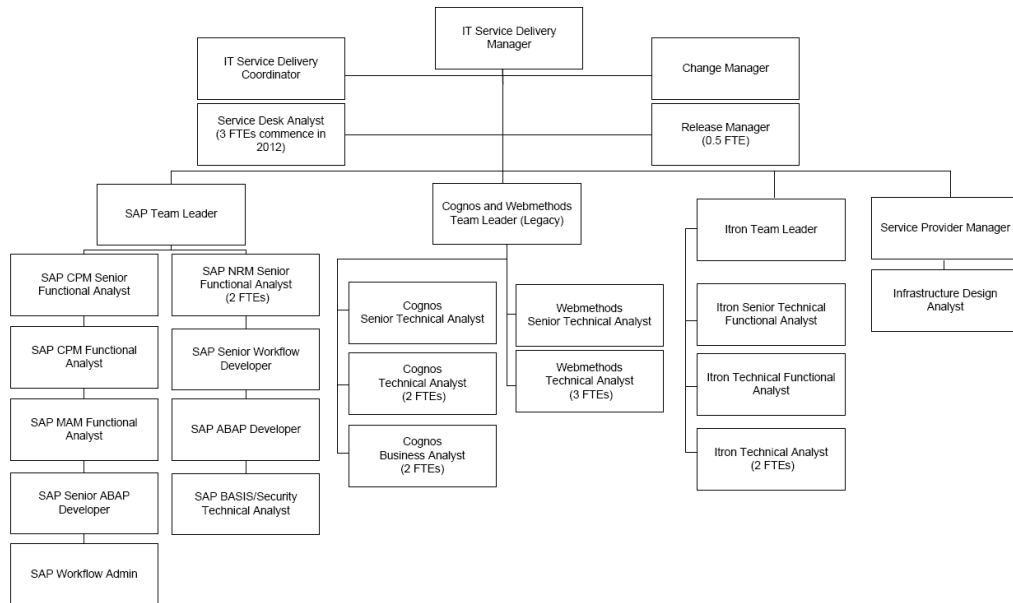 IT Service Delivery
Manager
IT Service Delivery
Coordinator
Change Manager
Service Desk Analyst
(3 FTEs commence in
2012)
Release Manager
(0.5 FTE)
SAP Team Leader
Cognos and Webmethods
Team Leader (Legacy)
Itron Team Leader
Service Provider Manager
SAP CPM Senior
Functional Analyst
SAP NRM Senior
Functional Analyst
(2 FTEs)
Cognos
Senior Technical Analyst
Webmethods
Senior Technical Analyst
Itron Senior Technical
Functional Analyst
Infrastructure Design
Analyst
SAP CPM Functional
Analyst
SAP Senior Workflow
Developer
Cognos
Technical Analyst
(2 FTEs)
Webmethods
Technical Analyst
(3 FTEs)
Itron Technical Functional
Analyst
SAP MAM Functional
Analyst
SAP ABAP Developer
Cognos
Business Analyst
(2 FTEs)
Itron Technical Analyst
(2 FTEs)
SAP Senior ABAP
Developer
SAP BASIS/Security
Technical Analyst
SAP Workflow Admin